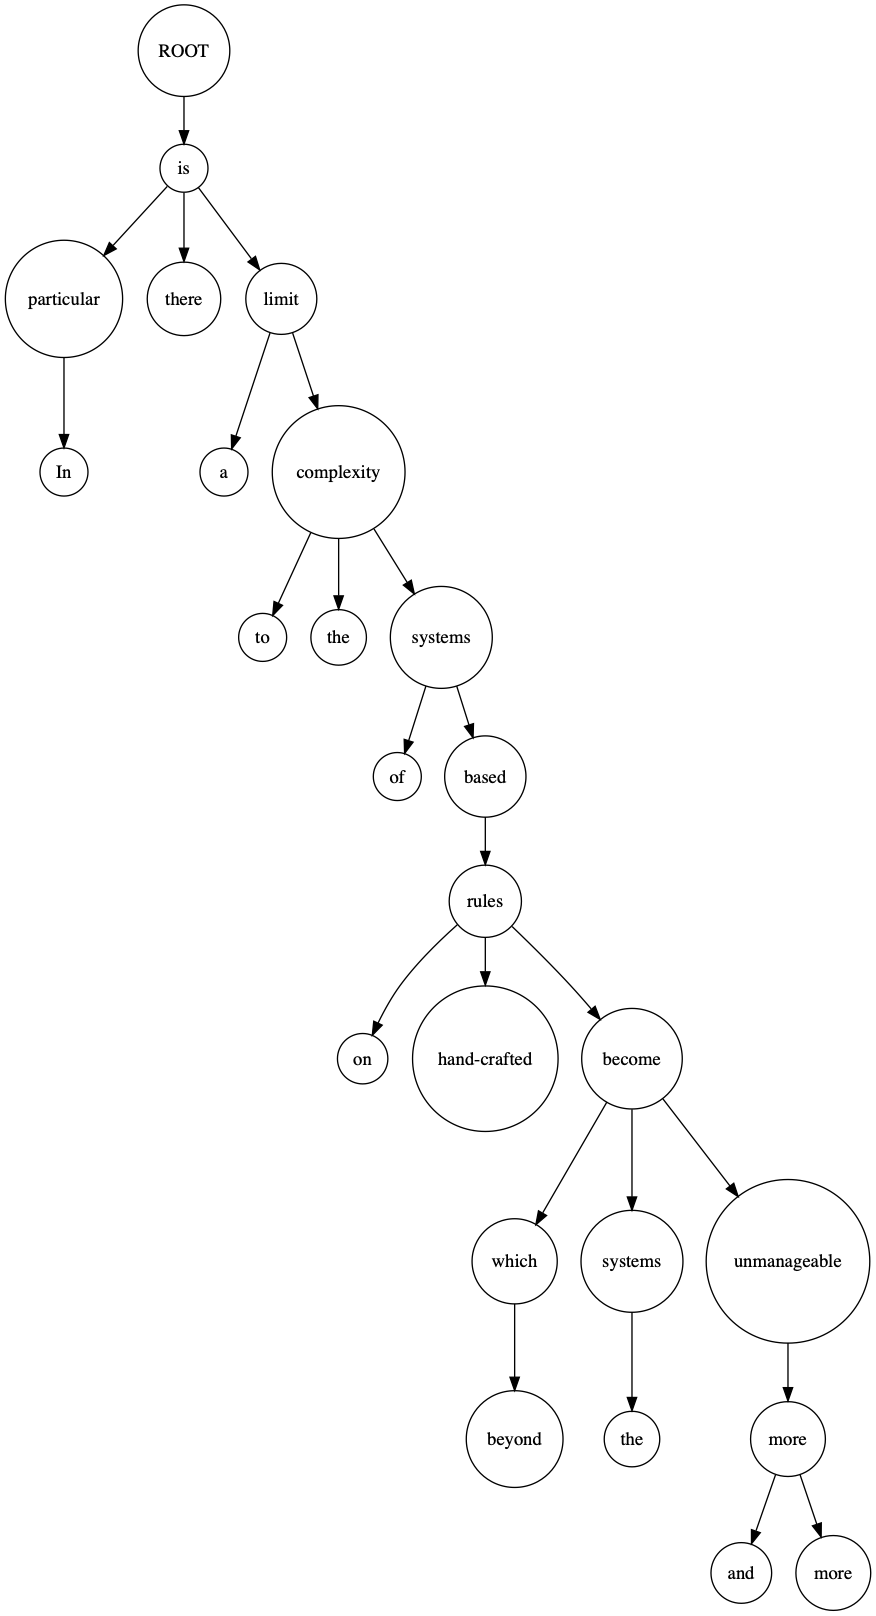 ROOT
is
particular
there
limit
In
a
complexity
to
the
systems
of
based
rules
on
hand-crafted
become
which
systems
unmanageable
beyond
the
more
and
more